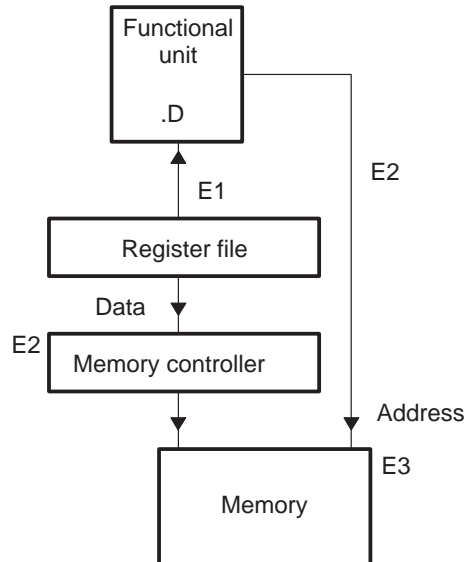 Functional
unit
.D
E2
E1
Register file
Data
E2
Memory controller
Address
E3
Memory